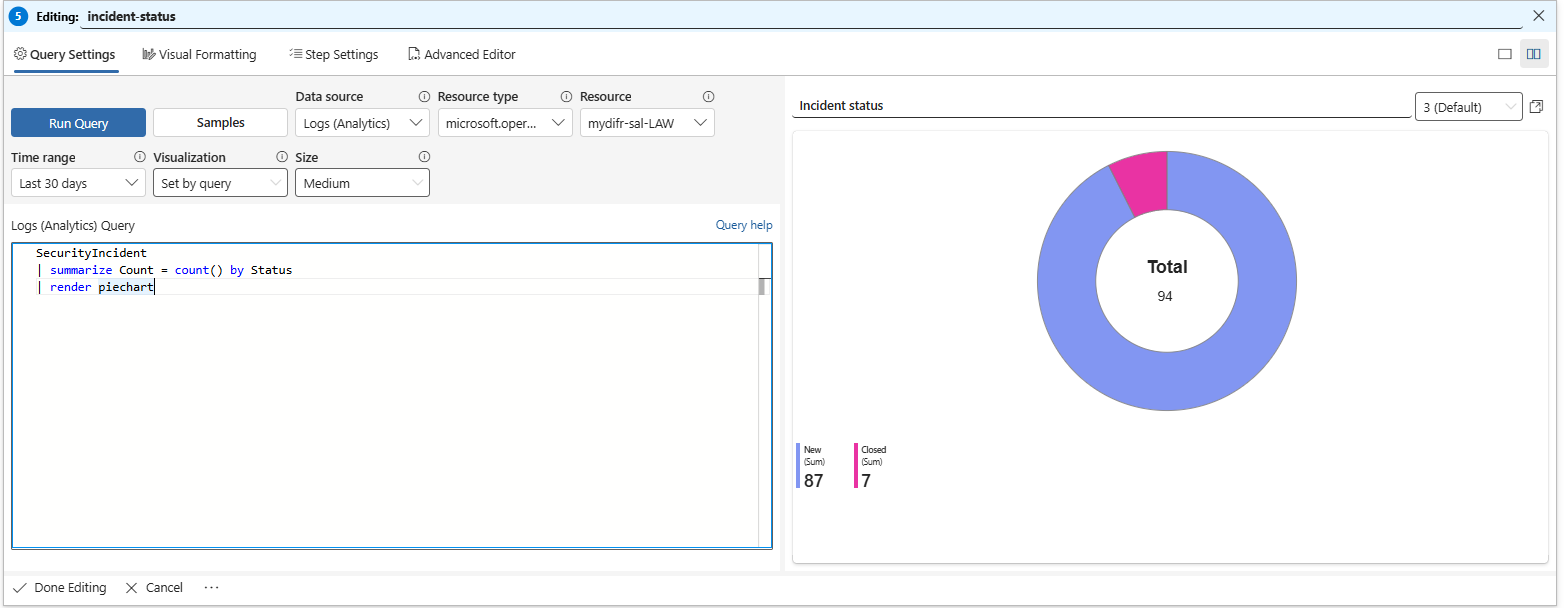 5 Editing: incident-status
Query Settings Visual Formatting Step Settings Advanced Editor
Run Query
Samples
Data source
Logs (Analytics)
Resource type
microsoft.oper...
Resource
mydifr-sal-LAW
Time range
Last 30 days
Visualization
Set by query
Size
Medium
Logs (Analytics) Query
Query help
SecurityIncident
| summarize Count = count() by Status
| render piechart
Done Editing Cancel ...
Incident status
3 (Default)
Total
94
New
(Sum)
87
Closed
(Sum)
7